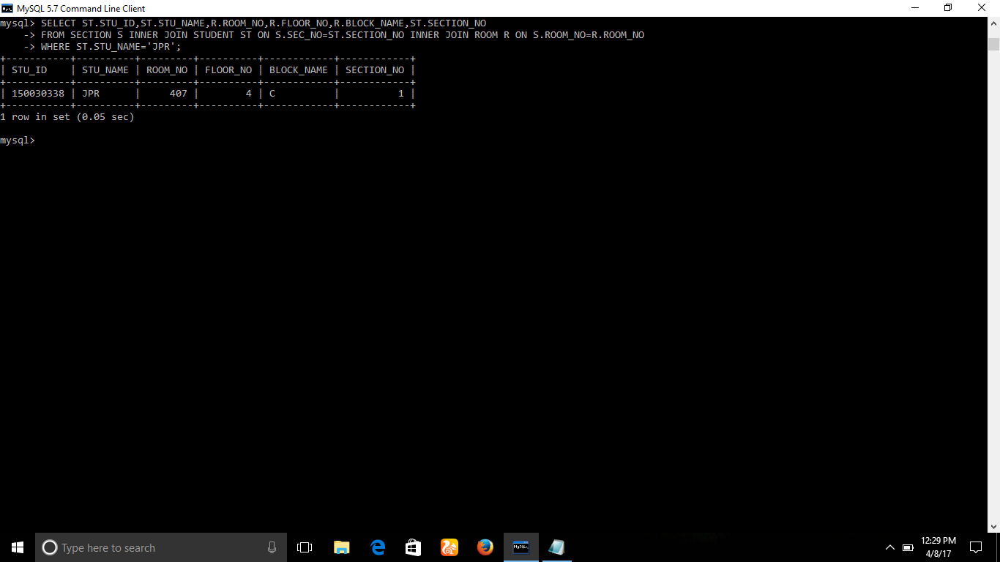 MySQL 5.7 Command Line Client
mysql> SELECT ST.STU_ID,ST.STU_NAME,R.ROOM_NO,R.FLOOR_NO,R.BLOCK_NAME,ST.SECTION_NO
    -> FROM SECTION S INNER JOIN STUDENT ST ON S.SEC_NO=ST.SECTION_NO INNER JOIN ROOM R ON S.ROOM_NO=R.ROOM_NO
    -> WHERE ST.STU_NAME='JPR';
+-----------+----------+---------+----------+------------+------------+
| STU_ID    | STU_NAME | ROOM_NO | FLOOR_NO | BLOCK_NAME | SECTION_NO |
+-----------+----------+---------+----------+------------+------------+
| 150030338 | JPR      |     407 |        4 | C          |          1 |
+-----------+----------+---------+----------+------------+------------+
1 row in set (0.05 sec)
mysql>
Type here to search
12:29 PM
4/8/17